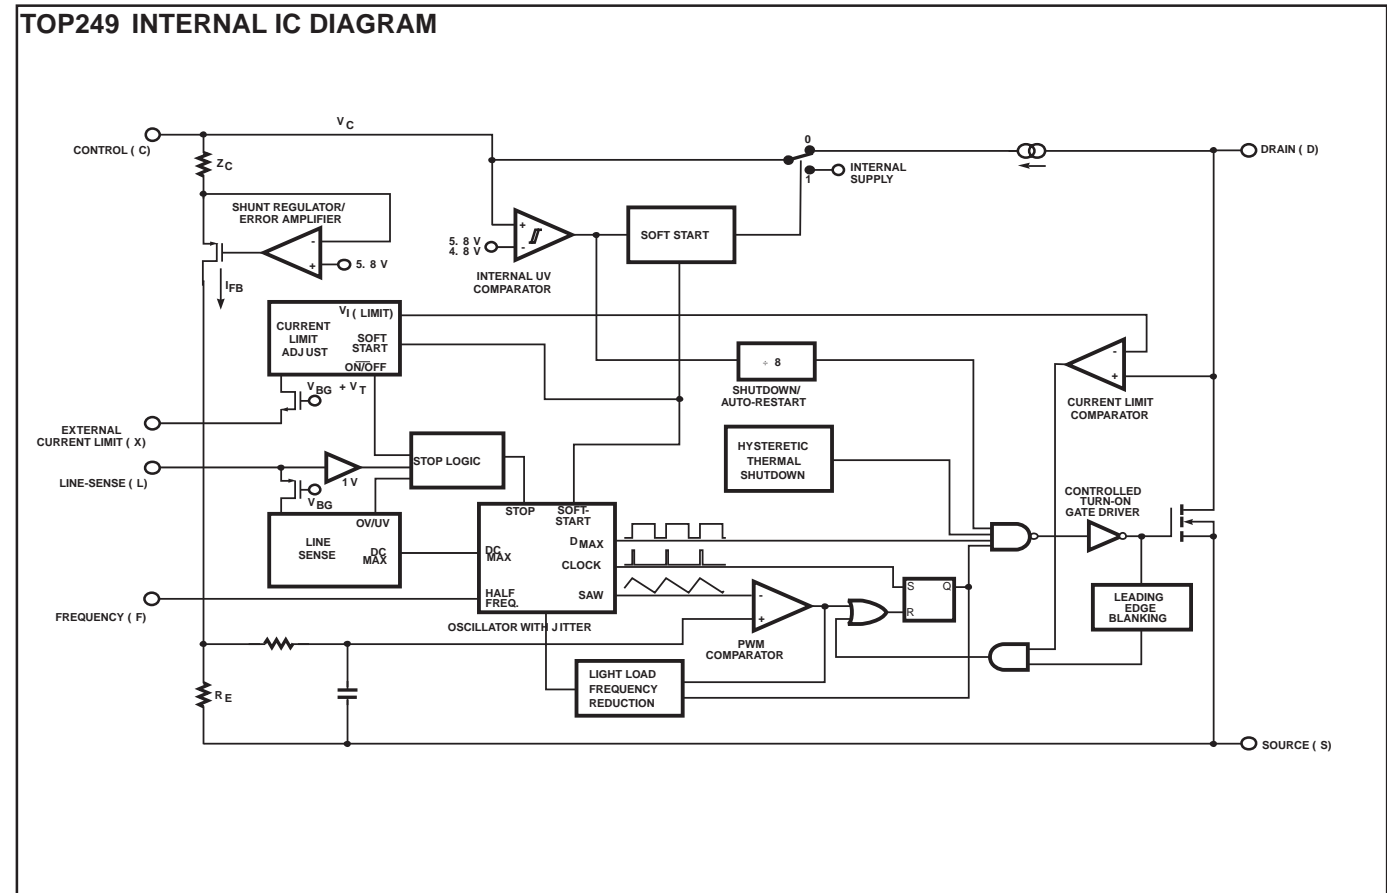 TOP249 INTERNAL IC DIAGRAM
V C
0
CONTROL ( C)
DRAIN ( D)
Z C
INTERNAL
SUPPLY
1
SHUNT REGULATOR/
ERROR AMPLIFIER
+
SOFT START
-
5. 8 V
4. 8 V
-
+
5. 8 V
INTERNAL UV
COMPARATOR
I FB
V I ( LIMIT)
CURRENT
LIMIT
ADJUST
SOFT
START
ON/OFF
÷ 8
-
+
SHUTDOWN/
AUTO-RESTART
V BG + V T
CURRENT LIMIT
COMPARATOR
EXTERNAL
CURRENT LIMIT ( X)
HYSTERETIC
THERMAL
SHUTDOWN
STOP LOGIC
LINE-SENSE ( L)
1 V
CONTROLLED
TURN-ON
GATE DRIVER
V BG
STOP
SOFT-
START
OV/UV
LINE
SENSE
DC
MAX
DC
MAX
D MAX
CLOCK
S
Q
HALF
FREQ.
SAW
-
R
LEADING
EDGE
BLANKING
FREQUENCY ( F)
+
OSCILLATOR WITH JITTER
PWM
COMPARATOR
LIGHT LOAD
FREQUENCY
REDUCTION
R E
SOURCE ( S)